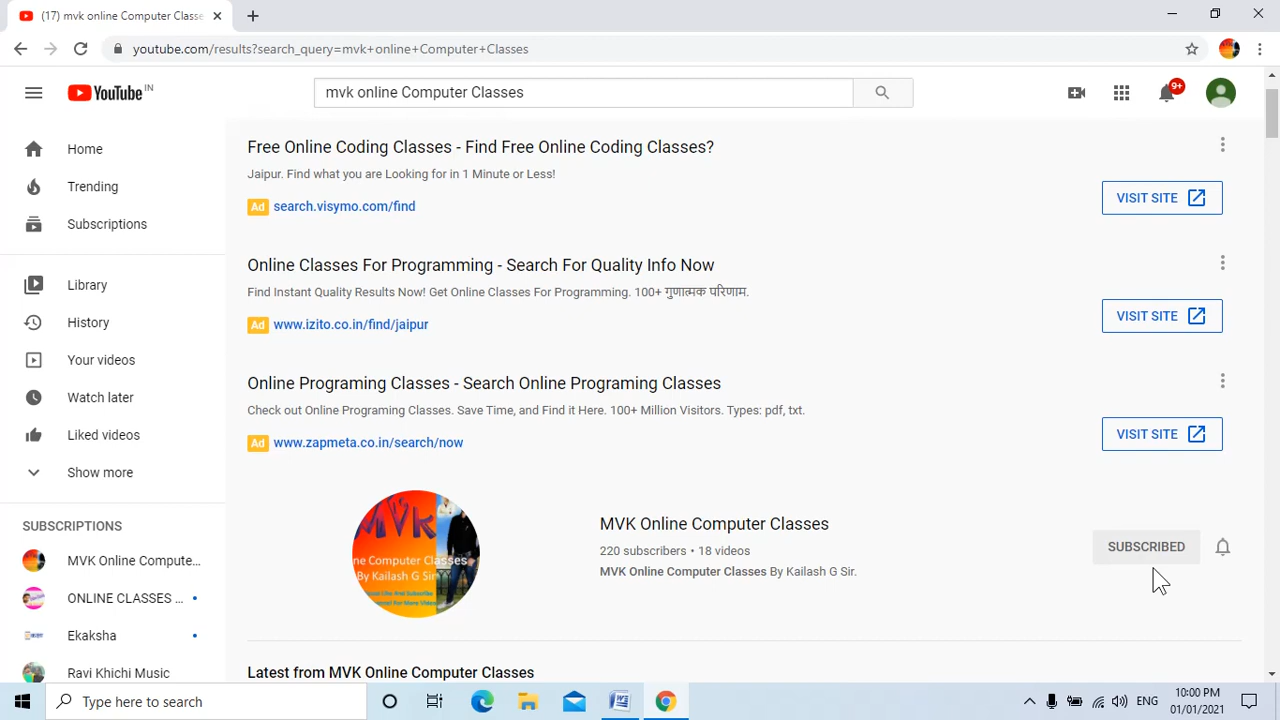 (17) mvk online Computer Classe
youtube.com/results?search_query=mvk+online+Computer+Classes
YouTube IN
mvk online Computer Classes
9+
Home
Trending
Subscriptions
Library
History
Your videos
Watch later
Liked videos
Show more
SUBSCRIPTIONS
MVK Online Compute...
ONLINE CLASSES ...
Ekaksha
Ravi Khichi Music
Free Online Coding Classes - Find Free Online Coding Classes?
Jaipur. Find what you are Looking for in 1 Minute or Less!
Ad search.visymo.com/find
VISIT SITE
Online Classes For Programming - Search For Quality Info Now
Find Instant Quality Results Now! Get Online Classes For Programming. 100+ गुणात्मक परिणाम.
Ad www.izito.co.in/find/jaipur
VISIT SITE
Online Programing Classes - Search Online Programing Classes
Check out Online Programing Classes. Save Time, and Find it Here. 100+ Million Visitors. Types: pdf, txt.
Ad www.zapmeta.co.in/search/now
VISIT SITE
MVK
ne Computer Classes
By Kailash G Sir
MVK Online Computer Classes
220 subscribers • 18 videos
MVK Online Computer Classes By Kailash G Sir.
SUBSCRIBED
Latest from MVK Online Computer Classes
Type here to search
ENG
10:00 PM
01/01/2021